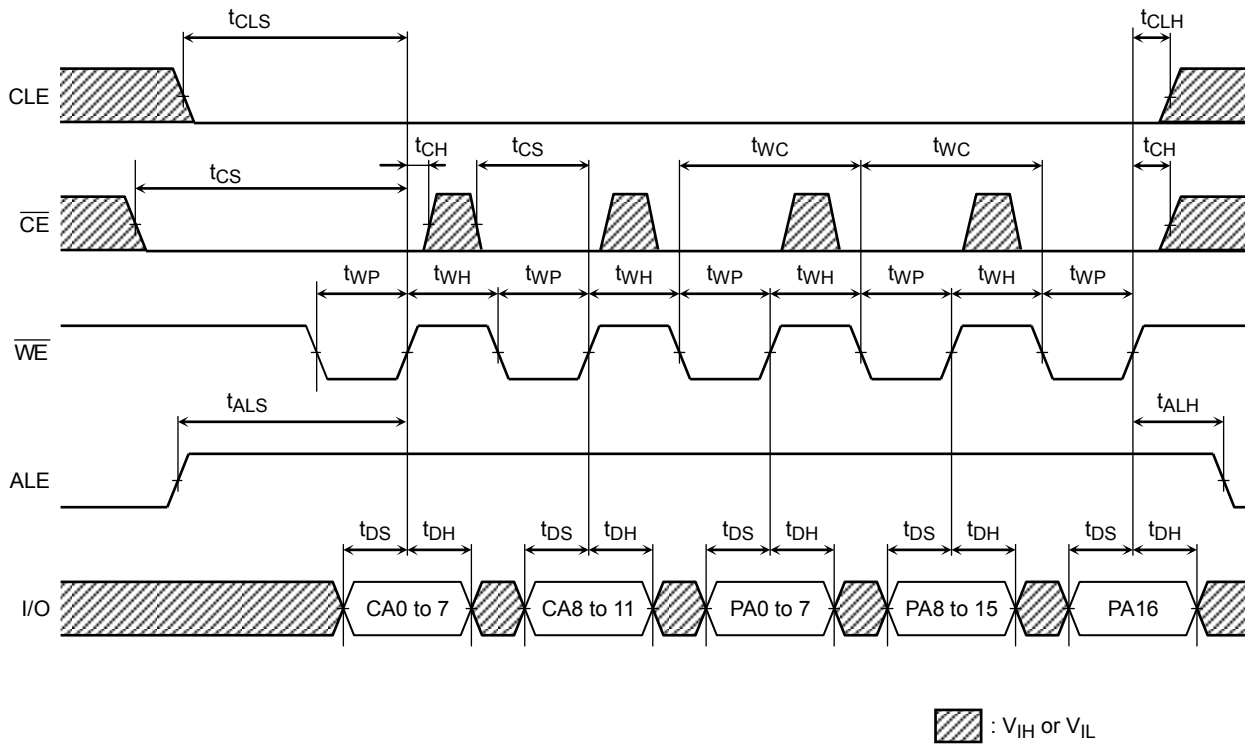 tCLS tCLH
CLE
tCH tCS tWC tWC tCH
tCS
CE
tWP tWH tWP tWH tWP tWH tWP tWH tWP
WE
tALS tALH
ALE
tDS tDH tDS tDH tDS tDH tDS tDH tDS tDH
I/O CA0 to 7 CA8 to 11 PA0 to 7 PA8 to 15 PA16
: VIH or VIL